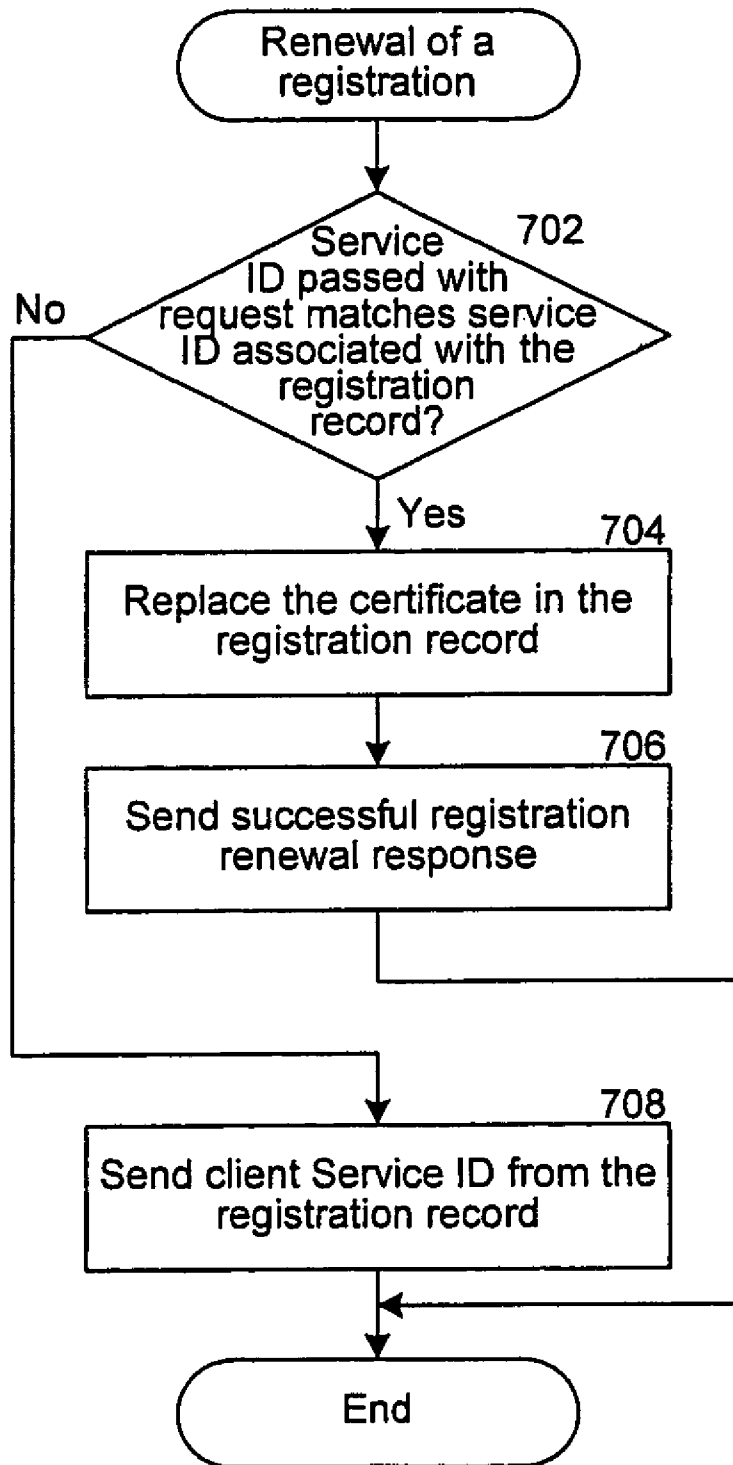 Renewal of a
registration
702
Service
ID passed with
request matches service
ID associated with the
registration
record?
No
Yes
704
Replace the certificate in the
registration record
706
Send successful registration
renewal response
708
Send client Service ID from the
registration record
End